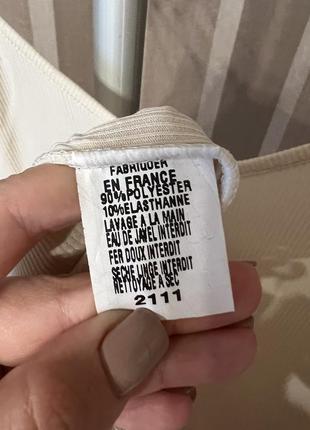 FABRIQUER
EN FRANCE
90%POLYESTER
10%ELASTHANNE
LAVAGE A LA MAIN
EAU DE JAVEL INTERDIT
FER DOUX INTERDIT
SECHE LINGE INTERDIT
NETTOYAGE A SEC
2111